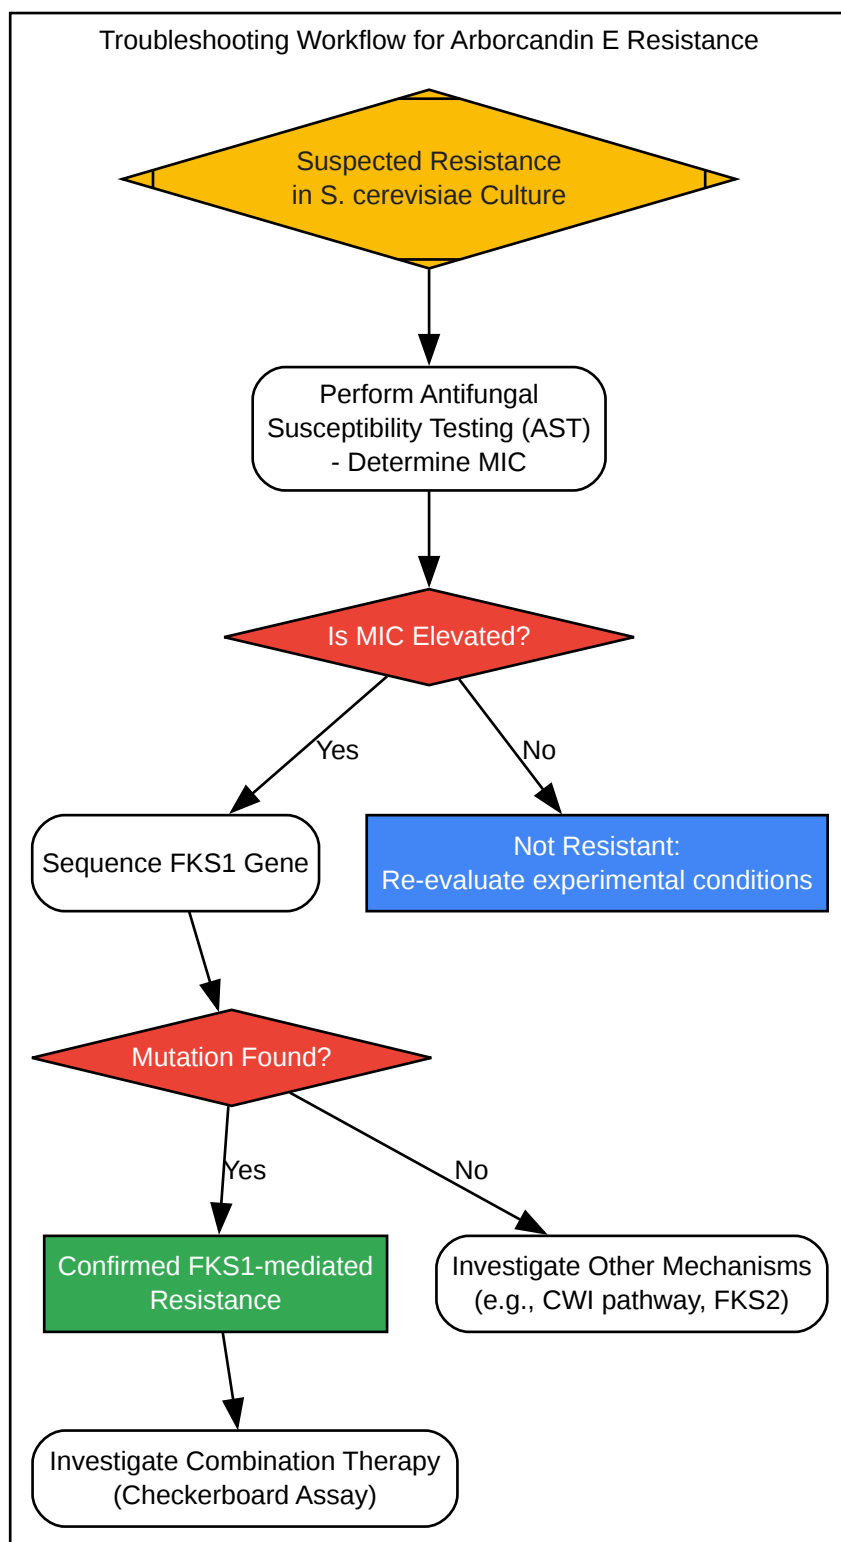 Troubleshooting Workflow for Arborcandin E Resistance
Suspected Resistance
in S. cerevisiae Culture
Perform Antifungal
Susceptibility Testing (AST)
- Determine MIC
Is MIC Elevated?
Yes
No
Sequence FKS1 Gene
Not Resistant:
Re-evaluate experimental conditions
Mutation Found?
Yes
No
Confirmed FKS1-mediated
Resistance
Investigate Other Mechanisms
(e.g., CWI pathway, FKS2)
Investigate Combination Therapy
(Checkerboard Assay)